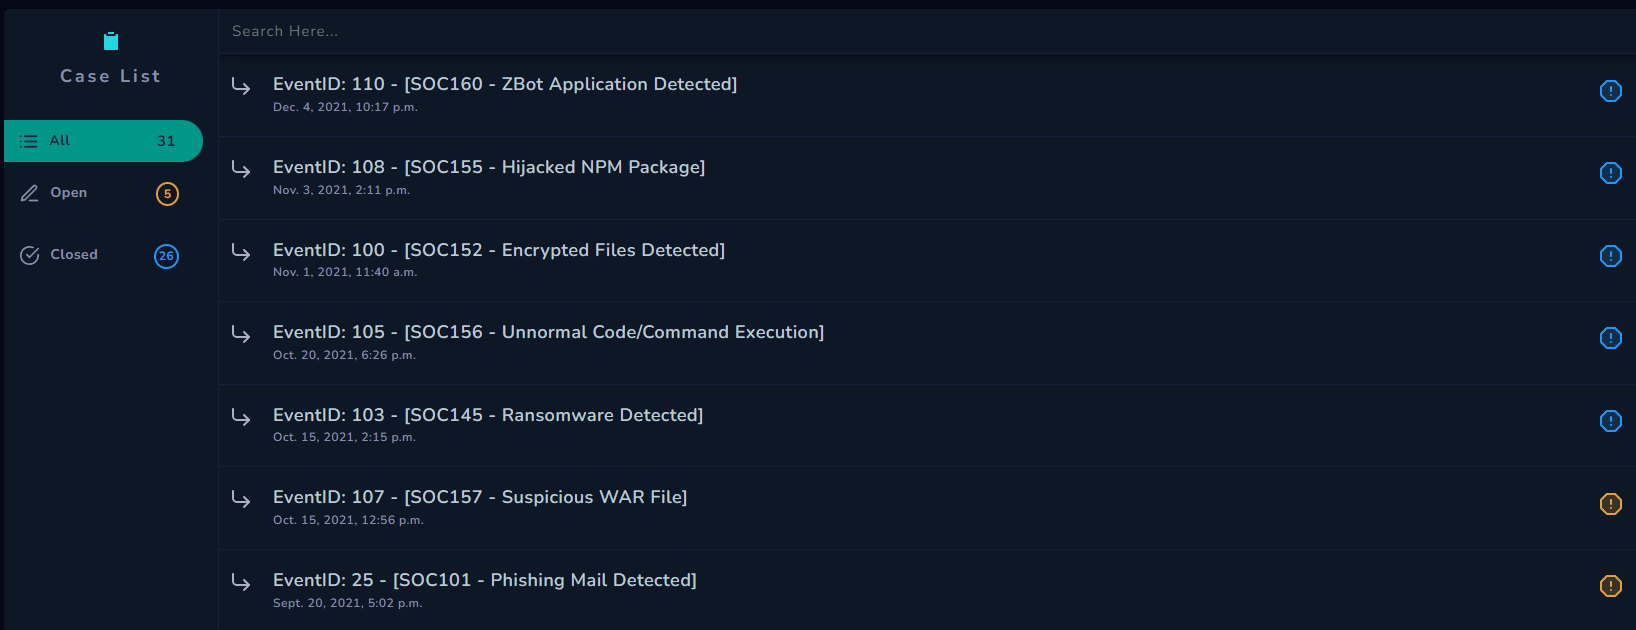 Case List
All 31
Open 5
Closed 26
Search Here...
EventID: 110 - [SOC160 - ZBot Application Detected]
Dec. 4, 2021, 10:17 p.m.
EventID: 108 - [SOC155 - Hijacked NPM Package]
Nov. 3, 2021, 2:11 p.m.
EventID: 100 - [SOC152 - Encrypted Files Detected]
Nov. 1, 2021, 11:40 a.m.
EventID: 105 - [SOC156 - Unnormal Code/Command Execution]
Oct. 20, 2021, 6:26 p.m.
EventID: 103 - [SOC145 - Ransomware Detected]
Oct. 15, 2021, 2:15 p.m.
EventID: 107 - [SOC157 - Suspicious WAR File]
Oct. 15, 2021, 12:56 p.m.
EventID: 25 - [SOC101 - Phishing Mail Detected]
Sept. 20, 2021, 5:02 p.m.